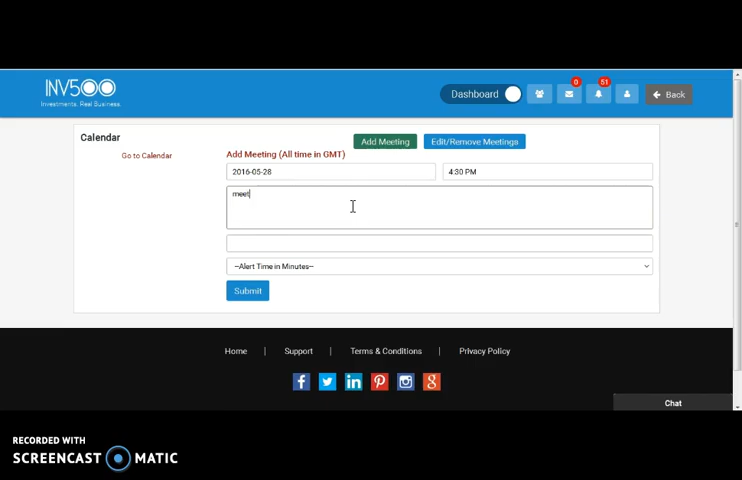 INV500
Investments. Real Business.
Dashboard
0
51
Back
Calendar
Add Meeting
Edit/Remove Meetings
Go to Calendar
Add Meeting (All time in GMT)
2016-05-28
4:30 PM
meet
--Alert Time in Minutes--
Submit
Home | Support | Terms & Conditions | Privacy Policy
Chat
RECORDED WITH
SCREENCAST MATIC